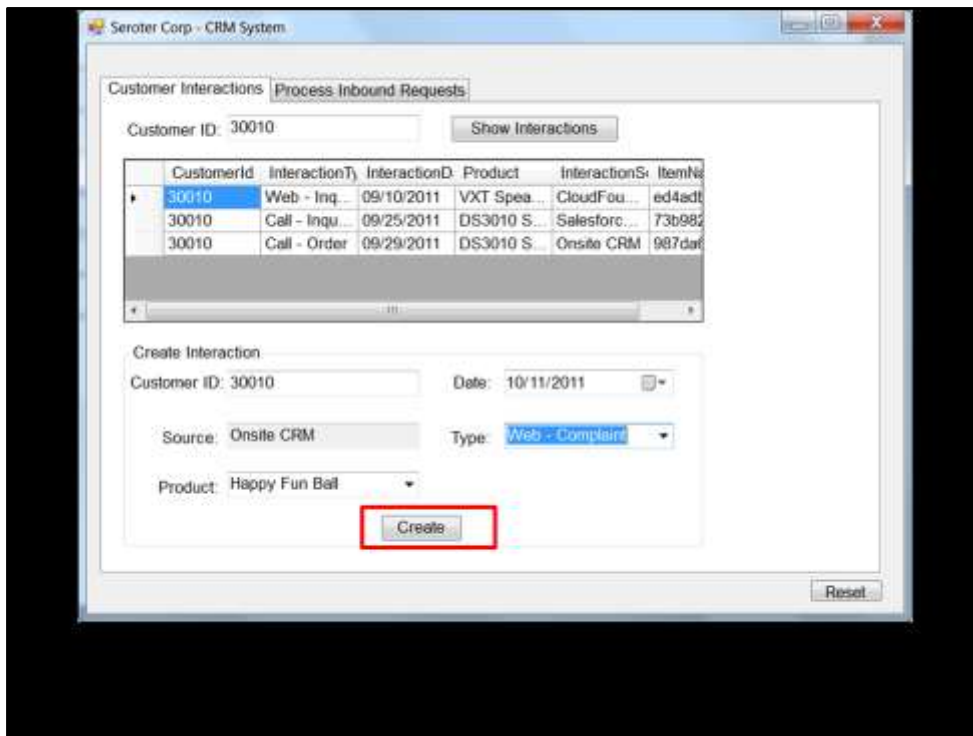 Seroter Corp - CRM System
Customer Interactions Process Inbound Requests
Customer ID: 30010 Show Interactions
CustomerId InteractionTy InteractionD Product InteractionS ItemNa
30010 Web - Inq... 09/10/2011 VXT Spea... CloudFou... ed4adt
30010 Call - Inqu... 09/25/2011 DS3010 S... Salesforc... 73b982
30010 Call - Order 09/29/2011 DS3010 S... Onsite CRM 987da6
Create Interaction
Customer ID: 30010 Date: 10/11/2011
Source: Onsite CRM Type: Web - Complaint
Product: Happy Fun Ball
Create
Reset